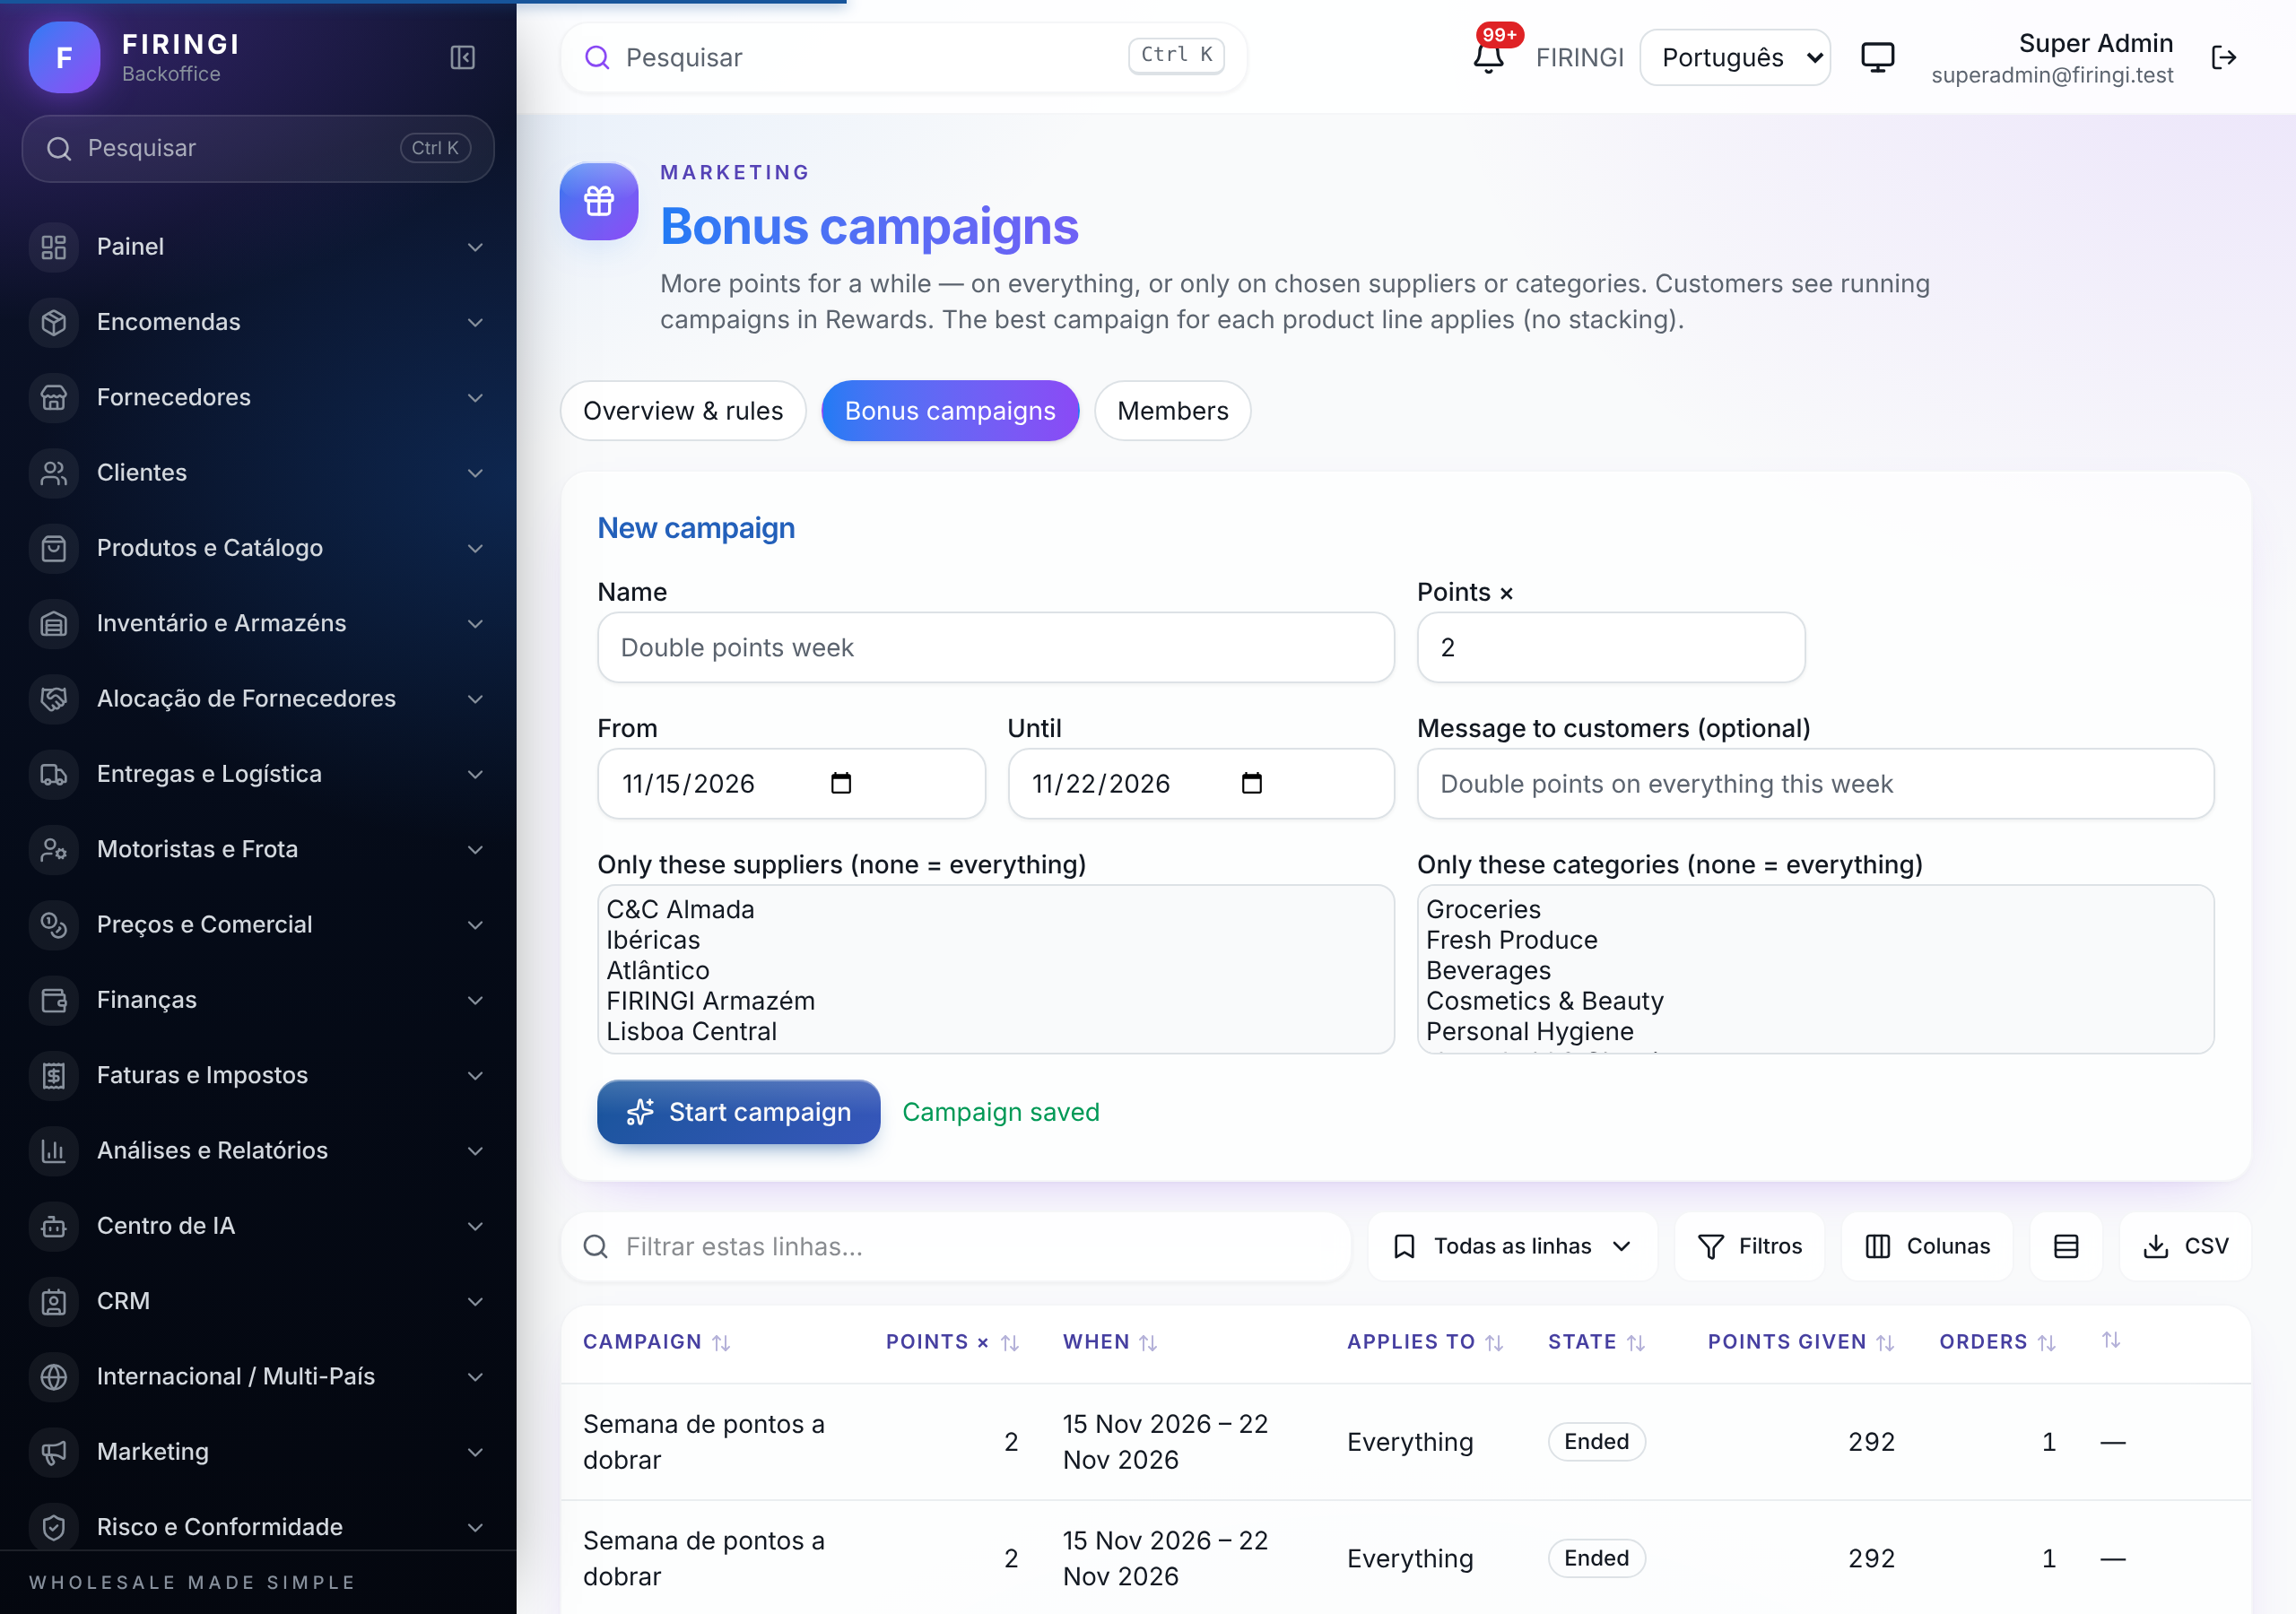 F
FIRINGI
Backoffice
Pesquisar
Ctrl K
Painel
Encomendas
Fornecedores
Clientes
Produtos e Catálogo
Inventário e Armazéns
Alocação de Fornecedores
Entregas e Logística
Motoristas e Frota
Preços e Comercial
Finanças
Faturas e Impostos
Análises e Relatórios
Centro de IA
CRM
Internacional / Multi-País
Marketing
Risco e Conformidade
WHOLESALE MADE SIMPLE
Pesquisar
Ctrl K
99+
FIRINGI
Português
Super Admin
superadmin@firingi.test
MARKETING
Bonus campaigns
More points for a while — on everything, or only on chosen suppliers or categories. Customers see running
campaigns in Rewards. The best campaign for each product line applies (no stacking).
Overview & rules
Bonus campaigns
Members
New campaign
Name
Points ×
Double points week
2
From
Until
Message to customers (optional)
11/15/2026
11/22/2026
Double points on everything this week
Only these suppliers (none = everything)
C&C Almada
Ibéricas
Atlântico
FIRINGI Armazém
Lisboa Central
Only these categories (none = everything)
Groceries
Fresh Produce
Beverages
Cosmetics & Beauty
Personal Hygiene
Start campaign
Campaign saved
Filtrar estas linhas...
Todas as linhas
Filtros
Colunas
CSV
CAMPAIGN POINTS × WHEN APPLIES TO STATE POINTS GIVEN ORDERS
Semana de pontos a
dobrar
2
15 Nov 2026 – 22
Nov 2026
Everything
Ended
292
1
—
Semana de pontos a
dobrar
2
15 Nov 2026 – 22
Nov 2026
Everything
Ended
292
1
—